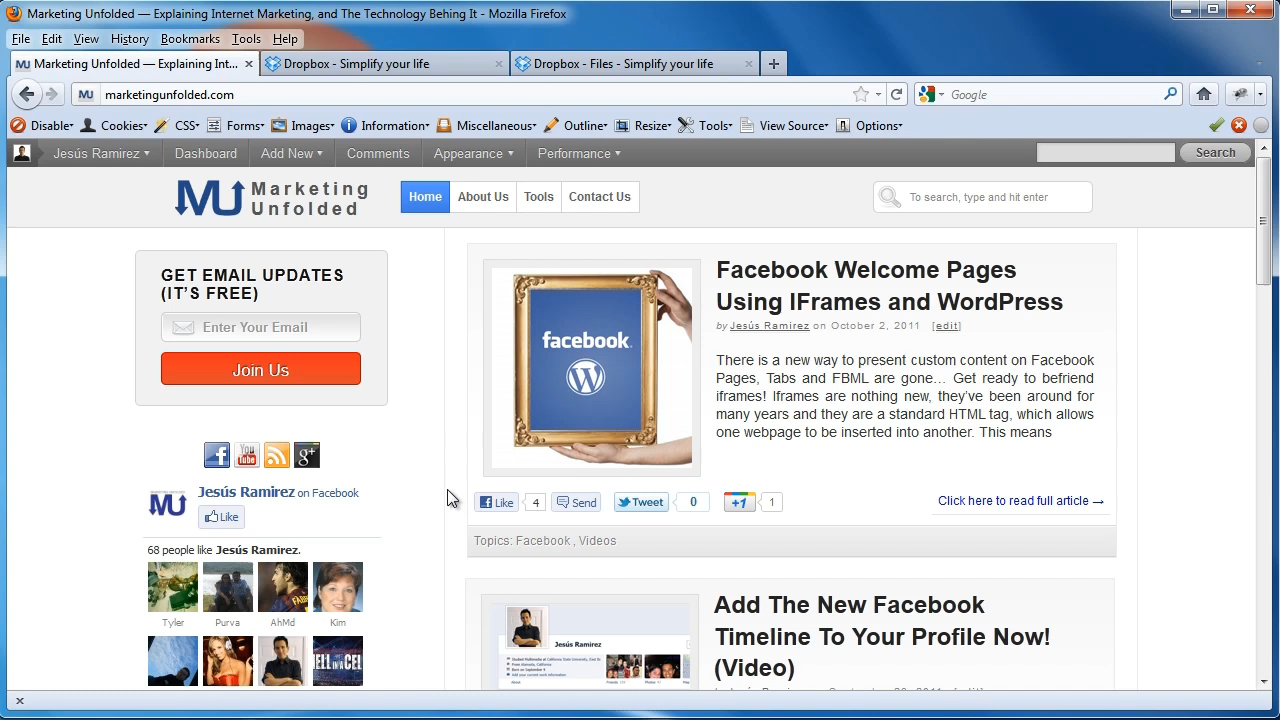 Marketing Unfolded — Explaining Internet Marketing, and The Technology Behing It - Mozilla Firefox
File Edit View History Bookmarks Tools Help
MU Marketing Unfolded — Explaining Int... Dropbox - Simplify your life Dropbox - Files - Simplify your life
MU marketingunfolded.com Google
Disable Cookies CSS Forms Images Information Miscellaneous Outline Resize Tools View Source Options
Jesús Ramirez Dashboard Add New Comments Appearance Performance Search
MU Marketing Unfolded
Home About Us Tools Contact Us
To search, type and hit enter
GET EMAIL UPDATES
(IT'S FREE)
Enter Your Email
Join Us
You Tube
g+
MU Jesús Ramirez on Facebook
Like
68 people like Jesús Ramirez.
Tyler Purva AhMd Kim
HELL IN A CELL
facebook
W
Facebook Welcome Pages
Using IFrames and WordPress
by Jesús Ramirez on October 2, 2011 [edit]
There is a new way to present custom content on Facebook
Pages, Tabs and FBML are gone… Get ready to befriend
iframes! Iframes are nothing new, they've been around for
many years and they are a standard HTML tag, which allows
one webpage to be inserted into another. This means
Like 4 Send Tweet 0 +1 1 Click here to read full article →
Topics: Facebook , Videos
Jesús Ramirez
Add The New Facebook
Timeline To Your Profile Now!
(Video)